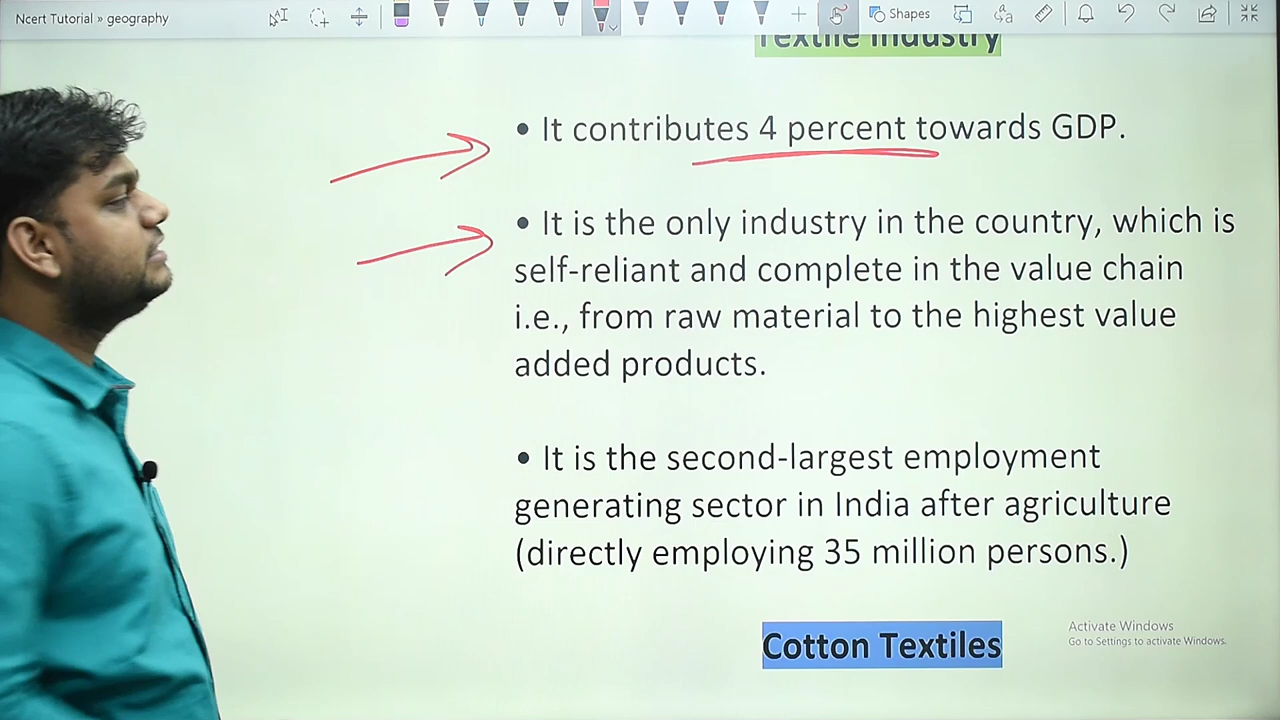 Ncert Tutorial » geography
Shapes
Textile Industry
• It contributes 4 percent towards GDP.
• It is the only industry in the country, which is
self-reliant and complete in the value chain
i.e., from raw material to the highest value
added products.
• It is the second-largest employment
generating sector in India after agriculture
(directly employing 35 million persons.)
Cotton Textiles
Activate Windows
Go to Settings to activate Windows.